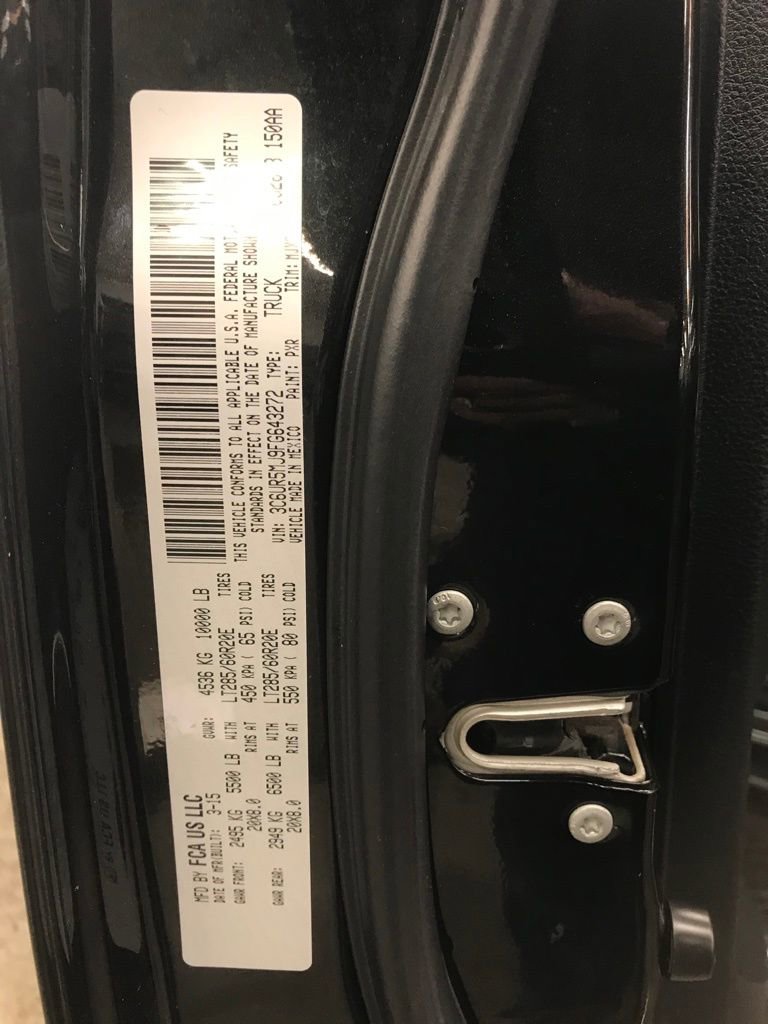 MFD BY FCA US LLC
DATE OF MFR(BUILT): 3-15 GVWR: 4536 KG 10000 LB
GAWR FRONT: 2495 KG 5500 LB WITH LT285/60R20E TIRES
20X8.0 RIMS AT 450 KPA ( 65 PSI) COLD
GAWR REAR: 2949 KG 6500 LB WITH LT285/60R20E TIRES
20X8.0 RIMS AT 550 KPA ( 80 PSI) COLD
THIS VEHICLE CONFORMS TO ALL APPLICABLE U.S.A. FEDERAL SAFETY
STANDARDS IN EFFECT ON THE DATE OF MANUFACTURE
VIN: 3C6UR5MJ9FG643272 TYPE: TRUCK 150AA
VEHICLE MADE IN MEXICO PAINT: PXR TRIM: